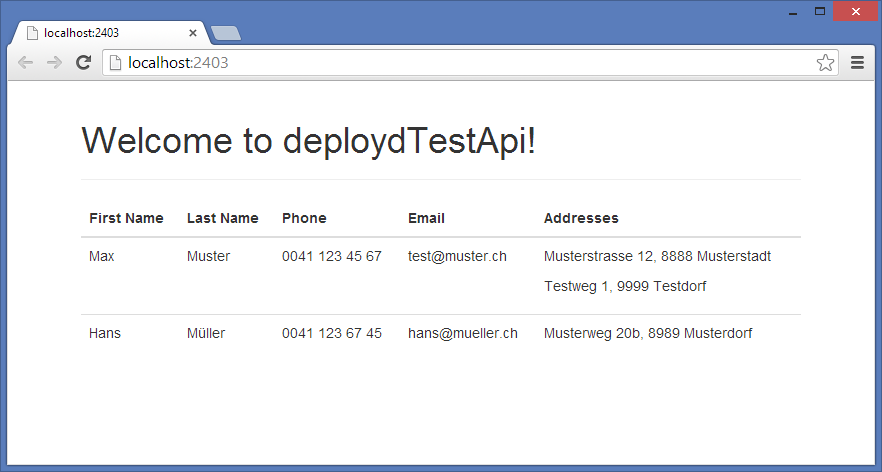 localhost:2403
localhost:2403
Welcome to deploydTestApi!
First Name Last Name Phone Email Addresses
Max Muster 0041 123 45 67 test@muster.ch Musterstrasse 12, 8888 Musterstadt
Testweg 1, 9999 Testdorf
Hans Müller 0041 123 67 45 hans@mueller.ch Musterweg 20b, 8989 Musterdorf